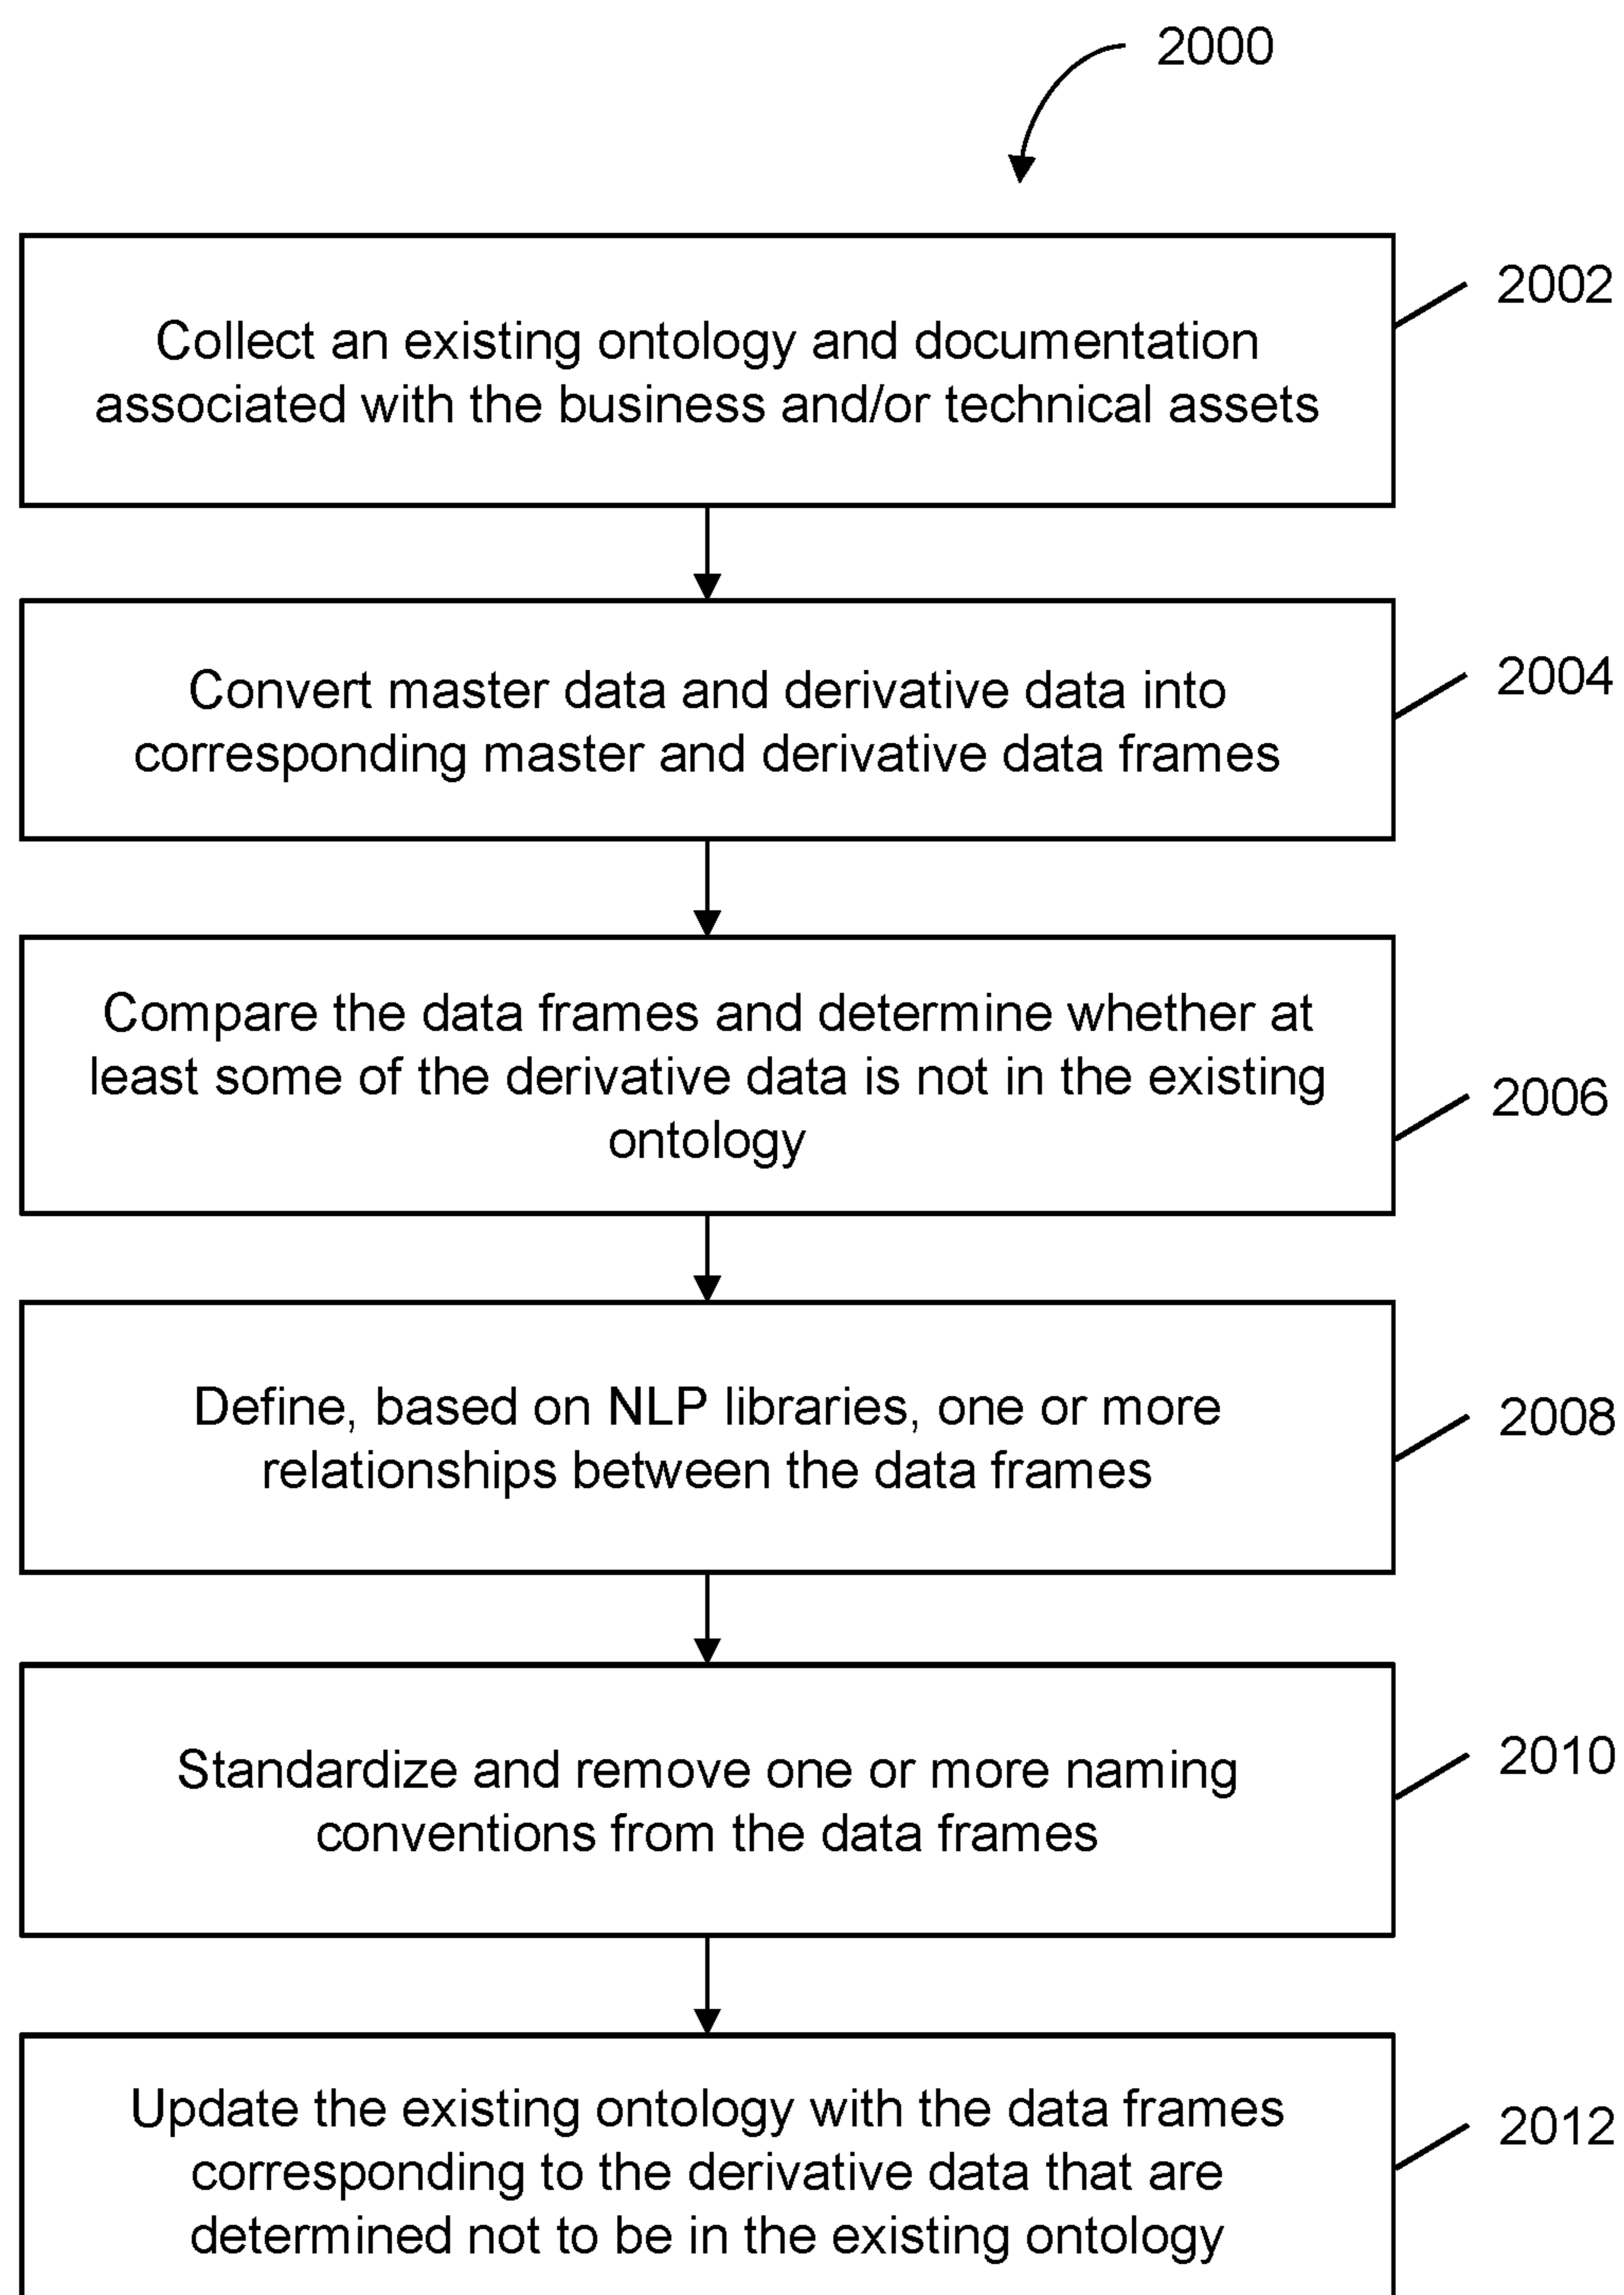 2000
2002
Collect an existing ontology and documentation
associated with the business and/or technical assets
2004
Convert master data and derivative data into
corresponding master and derivative data frames
Compare the data frames and determine whether at
least some of the derivative data is not in the existing
ontology
2006
Define, based on NLP libraries, one or more
relationships between the data frames
2008
Standardize and remove one or more naming
conventions from the data frames
2010
Update the existing ontology with the data frames
corresponding to the derivative data that are
determined not to be in the existing ontology
2012